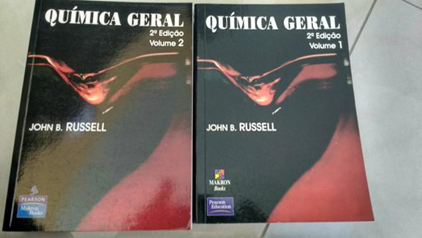 QUÍMICA GERAL
2ª Edição
Volume 2
JOHN B. RUSSELL
PEARSON
Makron
Books
QUÍMICA GERAL
2ª Edição
Volume 1
JOHN B. RUSSELL
MAKRON
Books
Pearson
Education